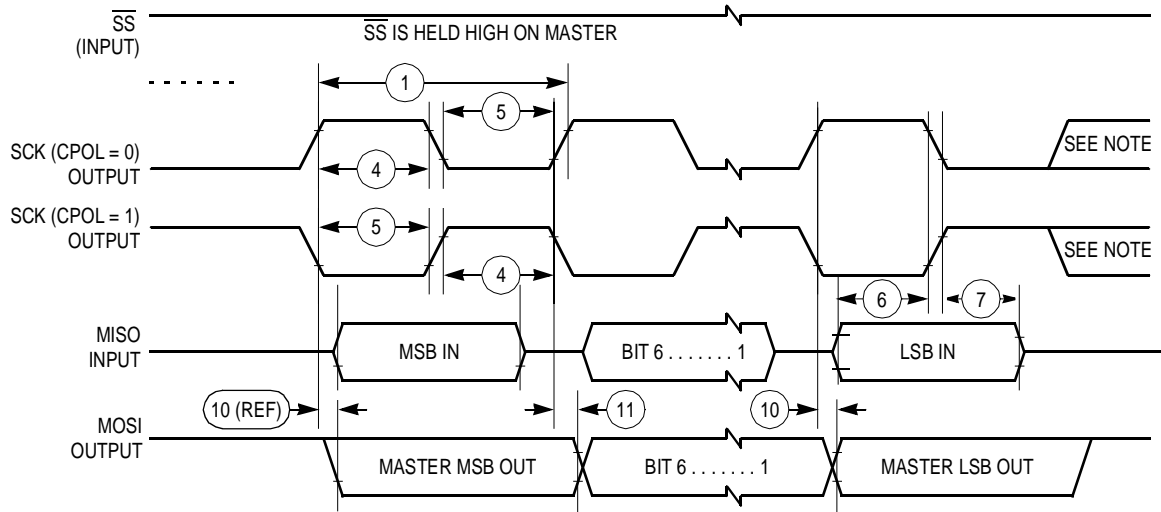 SS
(INPUT)
SS IS HELD HIGH ON MASTER
1
5
SCK (CPOL = 0)
OUTPUT
SEE NOTE
4
SCK (CPOL = 1)
OUTPUT
5
SEE NOTE
4
6
7
MISO
INPUT
MSB IN
BIT 6 . . . . . . . 1
LSB IN
10 (REF)
11
10
MOSI
OUTPUT
MASTER MSB OUT
BIT 6 . . . . . . . 1
MASTER LSB OUT